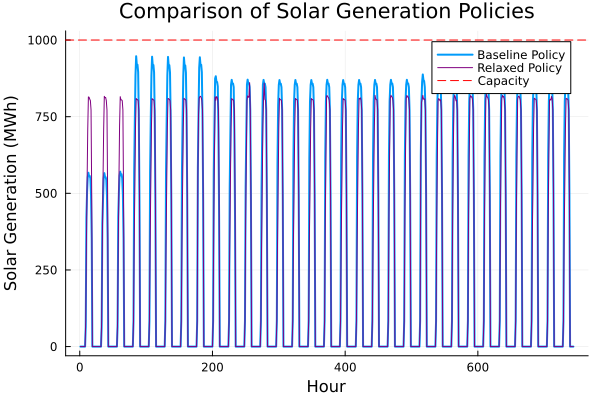 Comparison of Solar Generation Policies
Solar Generation (MWh)
1000
750
500
250
0
Baseline Policy
Relaxed Policy
Capacity
0
200
400
600
Hour